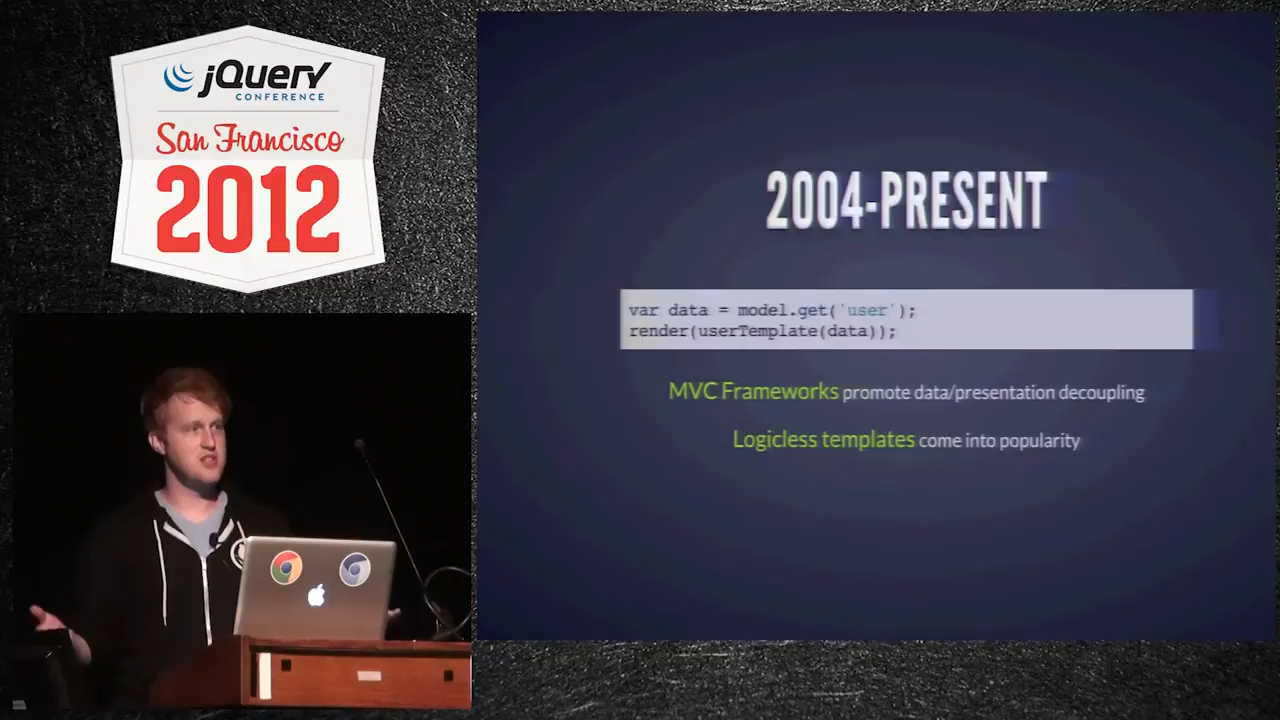 jQuery
CONFERENCE
San Francisco
2012
2004-PRESENT
var data = model.get('user');
render(userTemplate(data));
MVC Frameworks promote data/presentation decoupling
Logicless templates come into popularity